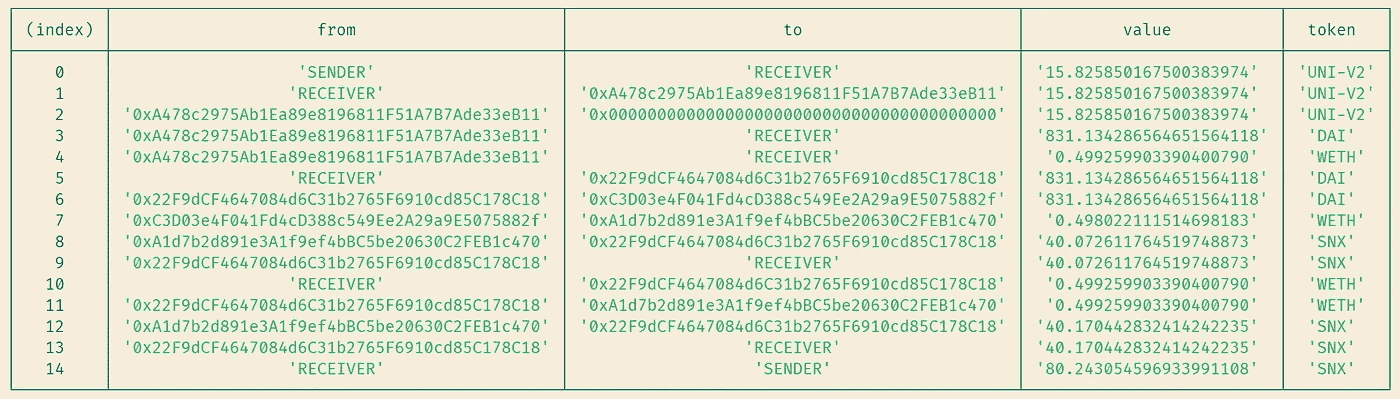 (index) from to value token
0 'SENDER' 'RECEIVER' '15.825850167500383974' 'UNI-V2'
1 'RECEIVER' '0xA478c2975Ab1Ea89e8196811F51A7B7Ade33eB11' '15.825850167500383974' 'UNI-V2'
2 '0xA478c2975Ab1Ea89e8196811F51A7B7Ade33eB11' '0x0000000000000000000000000000000000000000' '15.825850167500383974' 'UNI-V2'
3 '0xA478c2975Ab1Ea89e8196811F51A7B7Ade33eB11' 'RECEIVER' '831.134286564651564118' 'DAI'
4 '0xA478c2975Ab1Ea89e8196811F51A7B7Ade33eB11' 'RECEIVER' '0.499259903390400790' 'WETH'
5 'RECEIVER' '0x22F9dCF4647084d6C31b2765F6910cd85C178C18' '831.134286564651564118' 'DAI'
6 '0x22F9dCF4647084d6C31b2765F6910cd85C178C18' '0xC3D03e4F041Fd4cD388c549Ee2A29a9E5075882f' '831.134286564651564118' 'DAI'
7 '0xC3D03e4F041Fd4cD388c549Ee2A29a9E5075882f' '0xA1d7b2d891e3A1f9ef4bBC5be20630C2FEB1c470' '0.498022111514698183' 'WETH'
8 '0xA1d7b2d891e3A1f9ef4bBC5be20630C2FEB1c470' '0x22F9dCF4647084d6C31b2765F6910cd85C178C18' '40.072611764519748873' 'SNX'
9 '0x22F9dCF4647084d6C31b2765F6910cd85C178C18' 'RECEIVER' '40.072611764519748873' 'SNX'
10 'RECEIVER' '0x22F9dCF4647084d6C31b2765F6910cd85C178C18' '0.499259903390400790' 'WETH'
11 '0x22F9dCF4647084d6C31b2765F6910cd85C178C18' '0xA1d7b2d891e3A1f9ef4bBC5be20630C2FEB1c470' '0.499259903390400790' 'WETH'
12 '0xA1d7b2d891e3A1f9ef4bBC5be20630C2FEB1c470' '0x22F9dCF4647084d6C31b2765F6910cd85C178C18' '40.170442832414242235' 'SNX'
13 '0x22F9dCF4647084d6C31b2765F6910cd85C178C18' 'RECEIVER' '40.170442832414242235' 'SNX'
14 'RECEIVER' 'SENDER' '80.243054596933991108' 'SNX'